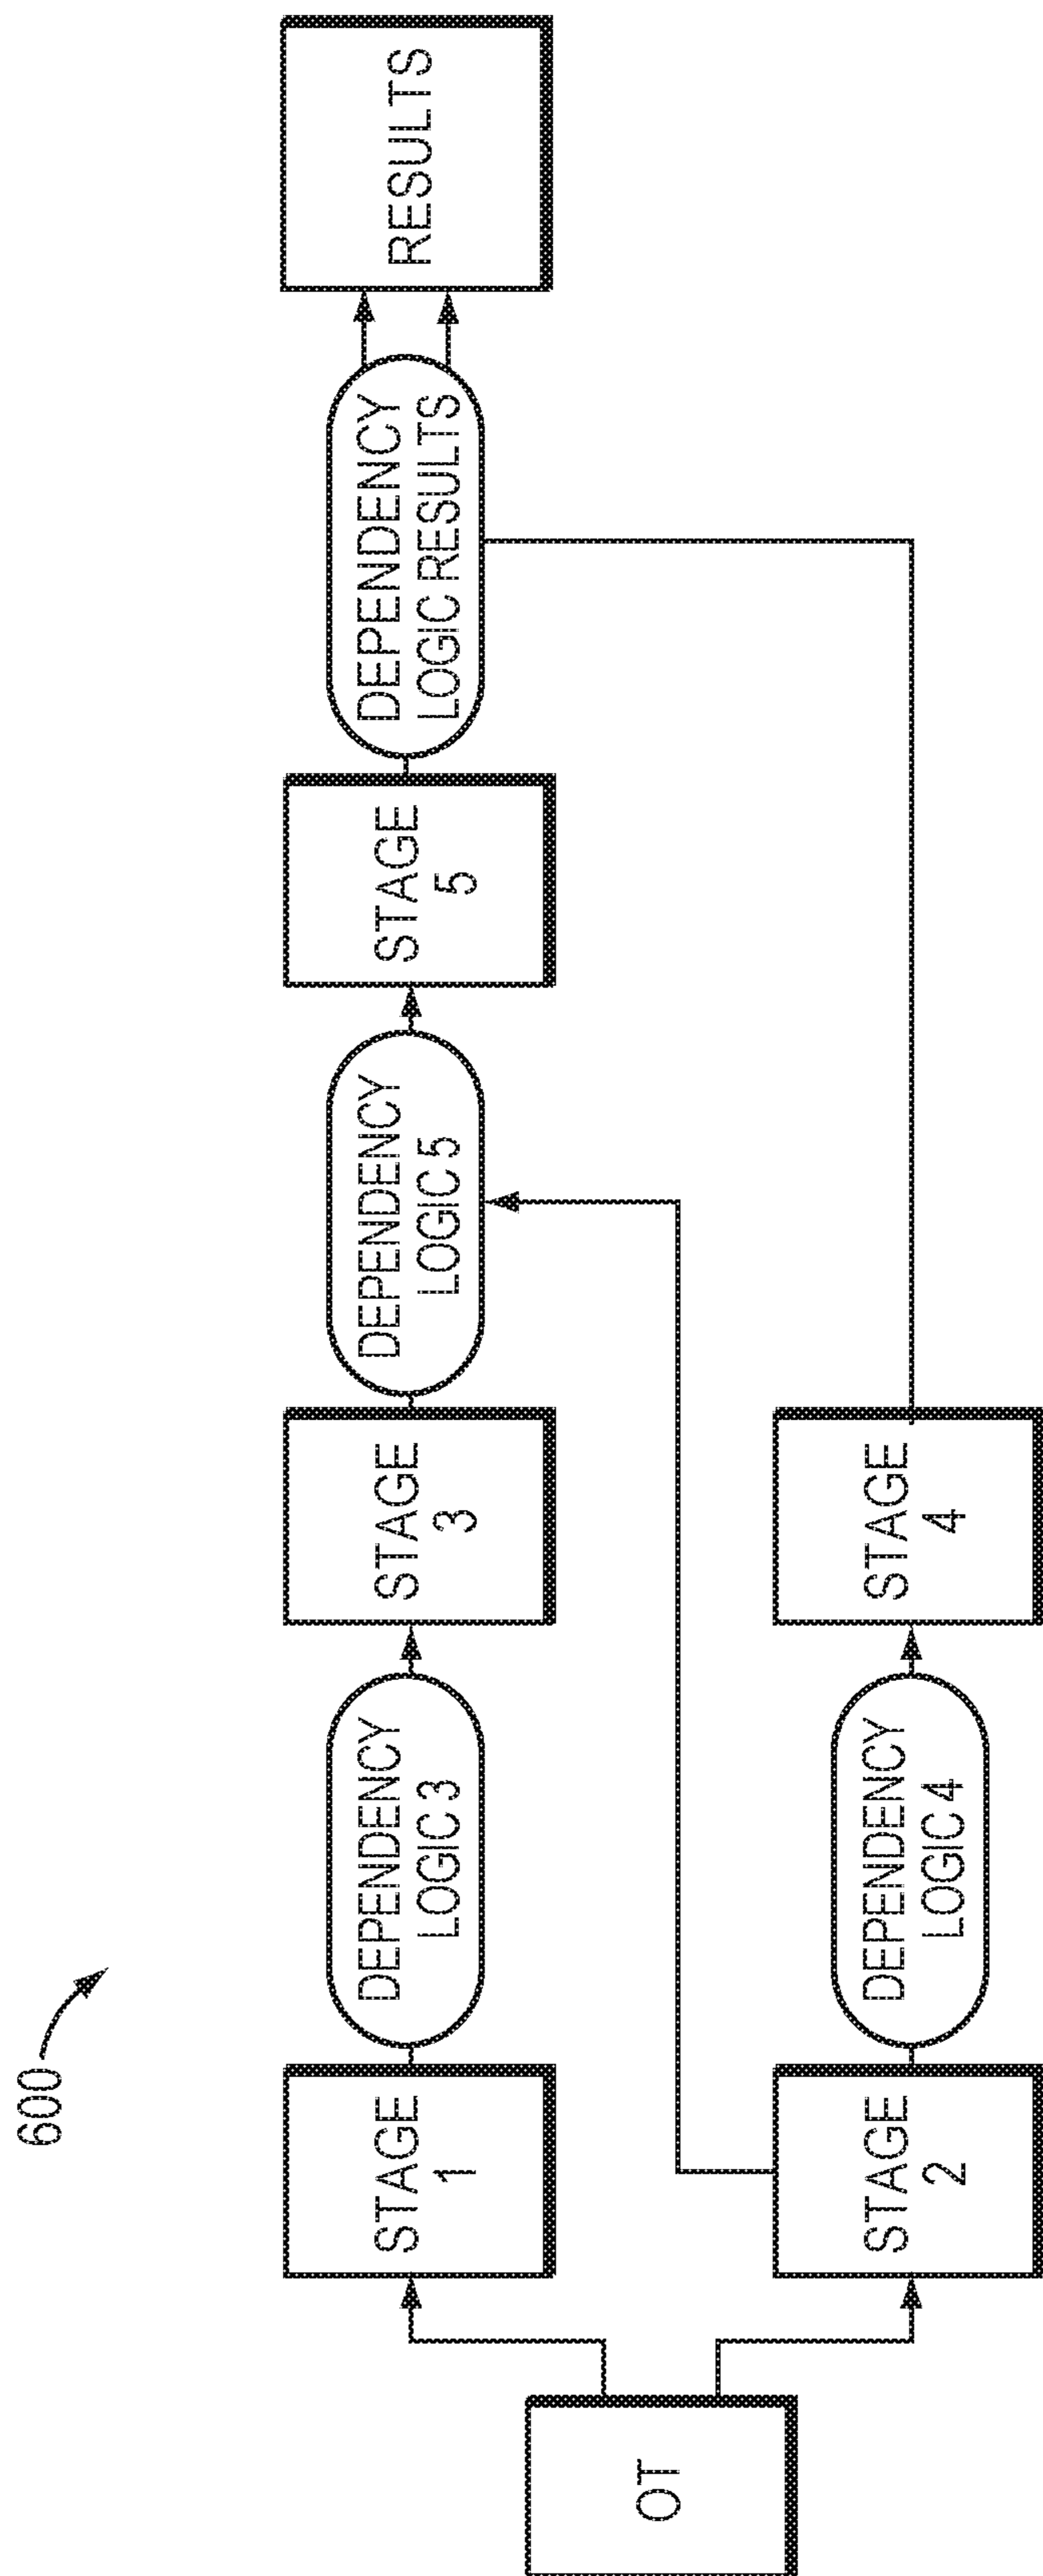 600
OT
STAGE
1
DEPENDENCY
LOGIC 3
STAGE
3
DEPENDENCY
LOGIC 5
STAGE
5
DEPENDENCY
LOGIC RESULTS
RESULTS
STAGE
2
DEPENDENCY
LOGIC 4
STAGE
4